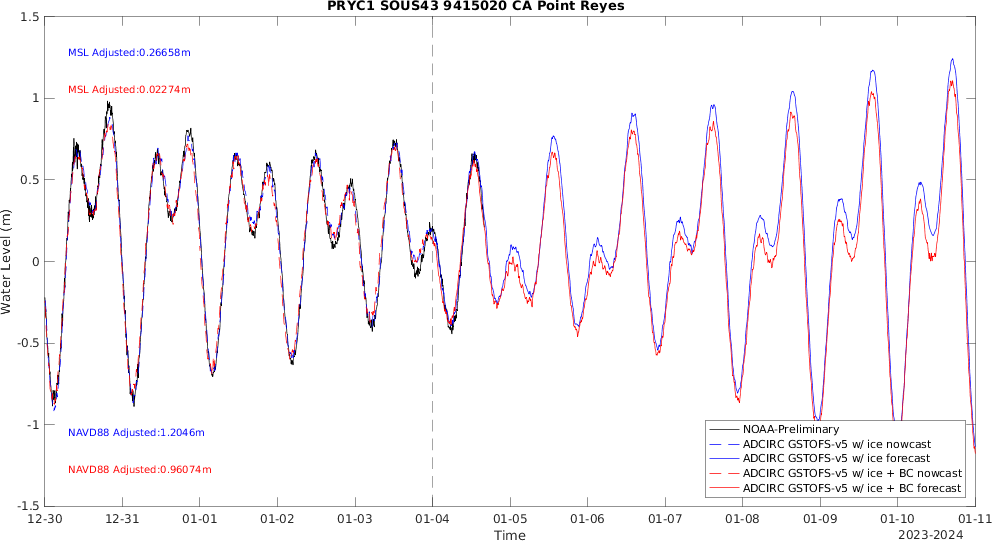 PRYC1 SOUS43 9415020 CA Point Reyes
1.5
1
0.5
0
-0.5
-1
-1.5
Water Level (m)
MSL Adjusted:0.26658m
MSL Adjusted:0.02274m
NAVD88 Adjusted:1.2046m
NAVD88 Adjusted:0.96074m
NOAA-Preliminary
ADCIRC GSTOFS-v5 w/ ice nowcast
ADCIRC GSTOFS-v5 w/ ice forecast
ADCIRC GSTOFS-v5 w/ ice + BC nowcast
ADCIRC GSTOFS-v5 w/ ice + BC forecast
12-30 12-31 01-01 01-02 01-03 01-04 01-05 01-06 01-07 01-08 01-09 01-10 01-11
Time
2023-2024